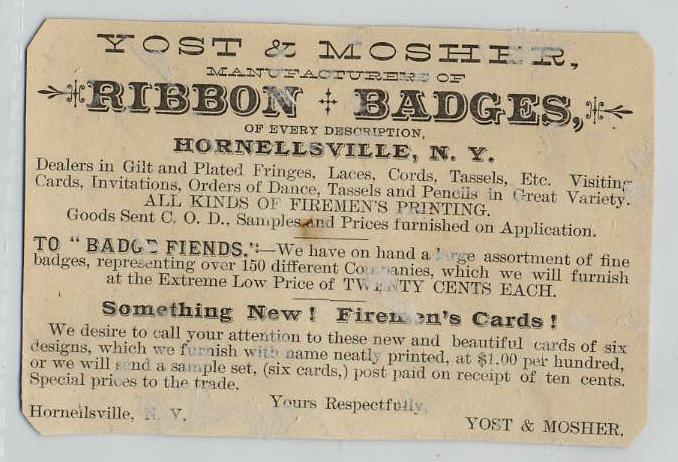 YOST & MOSHER,
MANUFACTURERS OF
RIBBON BADGES,
OF EVERY DESCRIPTION,
HORNELLSVILLE, N. Y.
Dealers in Gilt and Plated Fringes, Laces, Cords, Tassels, Etc. Visiting
Cards, Invitations, Orders of Dance, Tassels and Pencils in Great Variety.
ALL KINDS OF FIREMEN'S PRINTING.
Goods Sent C. O. D., Samples and Prices furnished on Application.
TO "BADGE FIENDS."—We have on hand a large assortment of fine
badges, representing over 150 different Companies, which we will furnish
at the Extreme Low Price of TWENTY CENTS EACH.
Something New! Firemen's Cards!
We desire to call your attention to these new and beautiful cards of six
designs, which we furnish with name neatly printed, at $1.00 per hundred,
or we will send a sample set, (six cards,) post paid on receipt of ten cents.
Special prices to the trade.
Yours Respectfully,
Hornellsville, N. Y.
YOST & MOSHER.